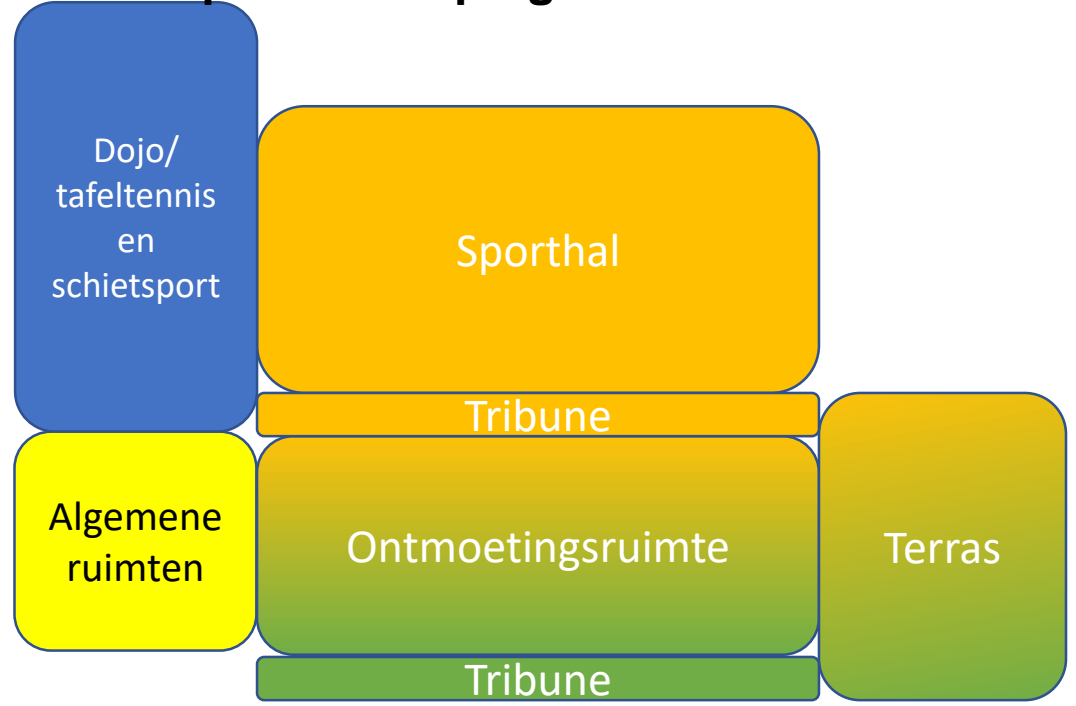 Dojo/
tafeltennis
en
schietsport
Sporthal
Tribune
Algemene
ruimten
Ontmoetingsruimte
Terras
Tribune